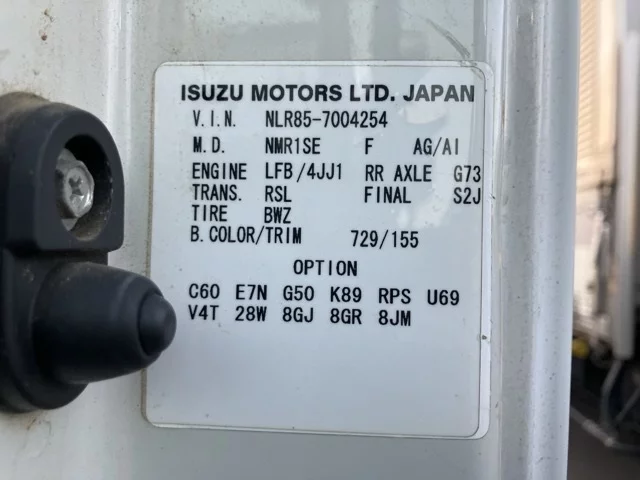 ISUZU MOTORS LTD. JAPAN
V.I.N. NLR85-7004254
M.D. NMR1SE F AG/AI
ENGINE LFB/4JJ1 RR AXLE G73
TRANS. RSL FINAL S2J
TIRE BWZ
B.COLOR/TRIM 729/155
OPTION
C60 E7N G50 K89 RPS U69
V4T 28W 8GJ 8GR 8JM